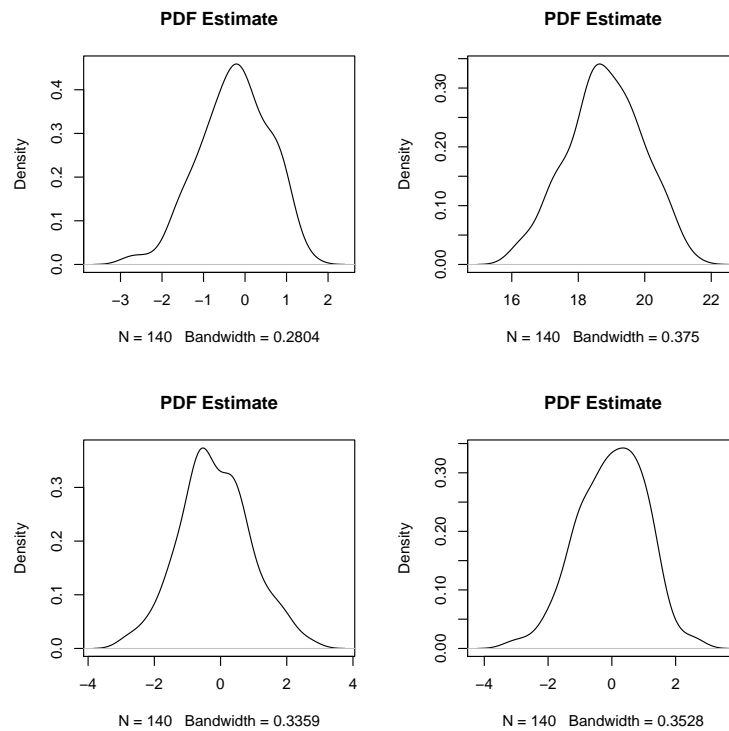 PDF Estimate
Density
0.0 0.1 0.2 0.3 0.4
−3 −2 −1 0 1 2
N = 140 Bandwidth = 0.2804
PDF Estimate
Density
0.00 0.10 0.20 0.30
16 18 20 22
N = 140 Bandwidth = 0.375
PDF Estimate
Density
0.0 0.1 0.2 0.3
−4 −2 0 2 4
N = 140 Bandwidth = 0.3359
PDF Estimate
Density
0.00 0.10 0.20 0.30
−4 −2 0 2
N = 140 Bandwidth = 0.3528